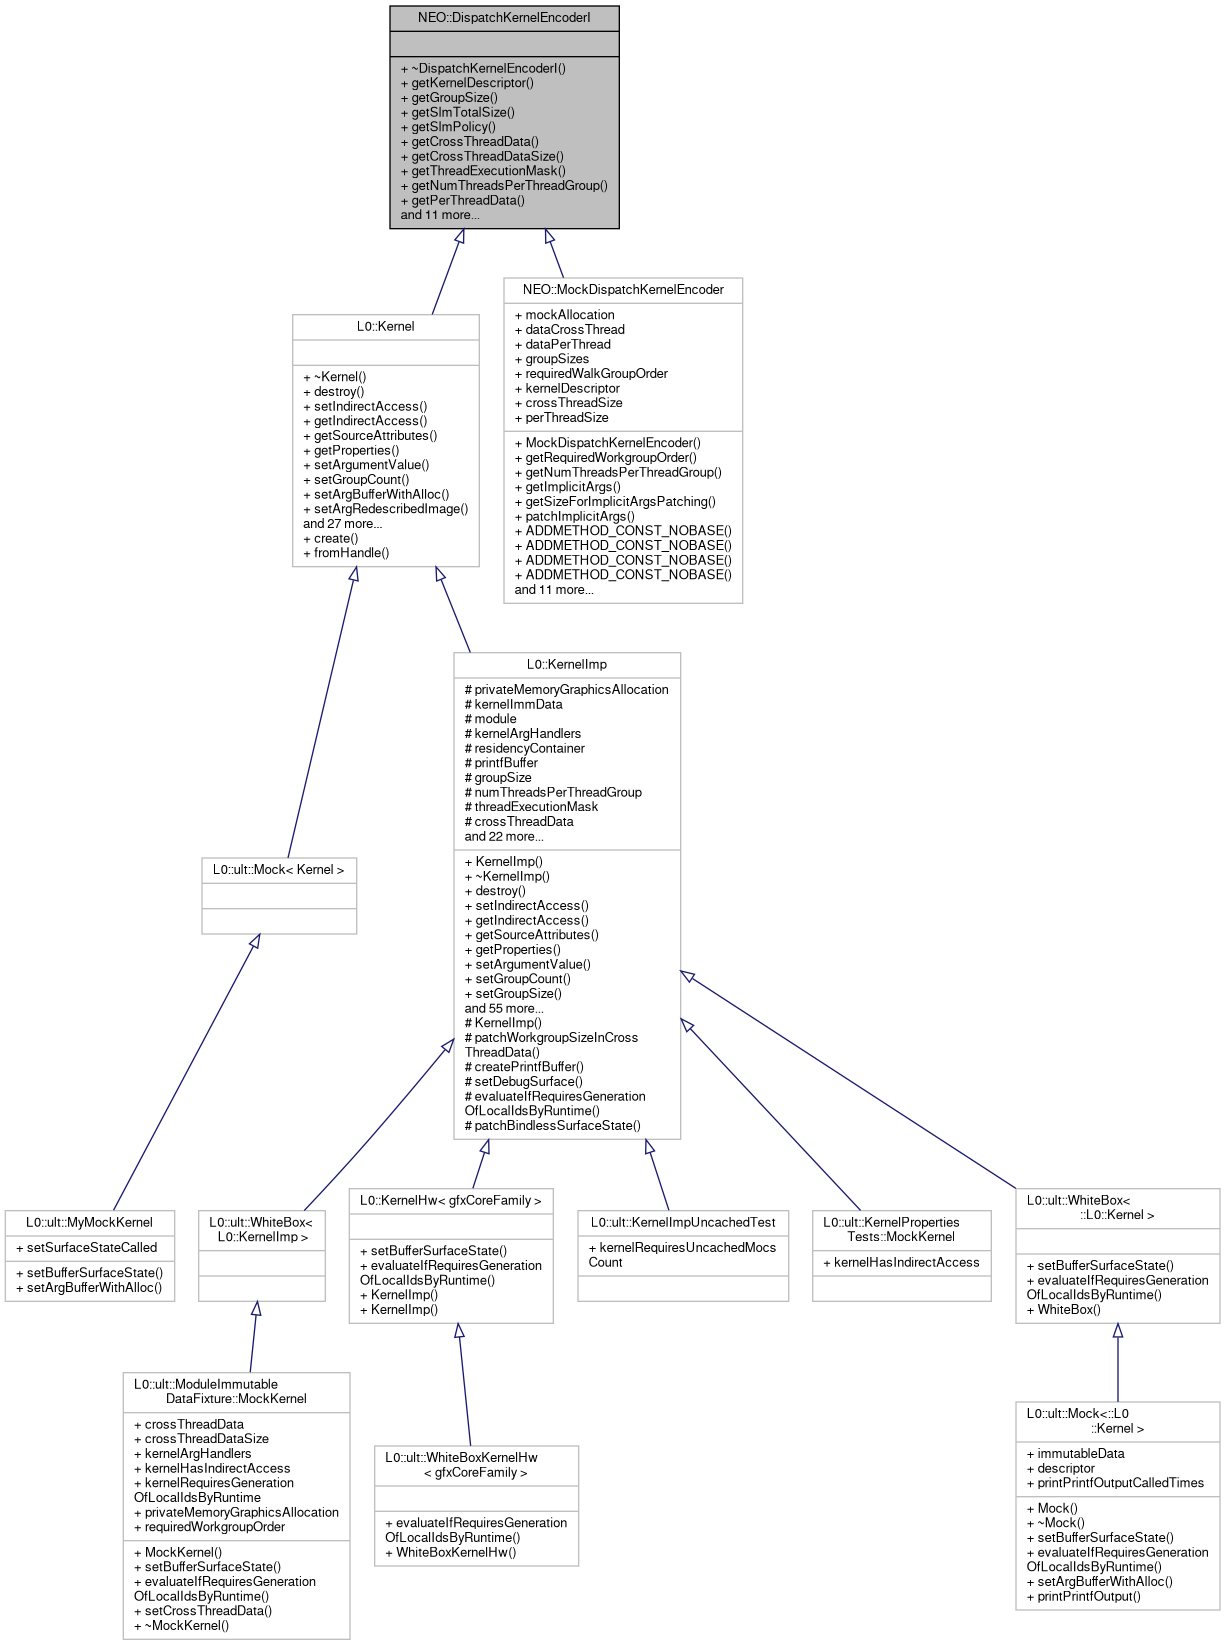 NEO::DispatchKernelEncoderI
+ ~DispatchKernelEncoderI()
+ getKernelDescriptor()
+ getGroupSize()
+ getSlmTotalSize()
+ getSlmPolicy()
+ getCrossThreadData()
+ getCrossThreadDataSize()
+ getThreadExecutionMask()
+ getNumThreadsPerThreadGroup()
+ getPerThreadData()
and 11 more...
NEO::MockDispatchKernelEncoder
+ mockAllocation
+ dataCrossThread
+ dataPerThread
+ groupSizes
+ requiredWalkGroupOrder
+ kernelDescriptor
+ crossThreadSize
+ perThreadSize
+ MockDispatchKernelEncoder()
+ getRequiredWorkgroupOrder()
+ getNumThreadsPerThreadGroup()
+ getImplicitArgs()
+ getSizeForImplicitArgsPatching()
+ patchImplicitArgs()
+ ADDMETHOD_CONST_NOBASE()
+ ADDMETHOD_CONST_NOBASE()
+ ADDMETHOD_CONST_NOBASE()
+ ADDMETHOD_CONST_NOBASE()
and 11 more...
L0::Kernel
+ ~Kernel()
+ destroy()
+ setIndirectAccess()
+ getIndirectAccess()
+ getSourceAttributes()
+ getProperties()
+ setArgumentValue()
+ setGroupCount()
+ setArgBufferWithAlloc()
+ setArgRedescribedImage()
and 27 more...
+ create()
+ fromHandle()
L0::KernelImp
# privateMemoryGraphicsAllocation
# kernelImmData
# module
# kernelArgHandlers
# residencyContainer
# printfBuffer
# groupSize
# numThreadsPerThreadGroup
# threadExecutionMask
# crossThreadData
and 22 more...
+ KernelImp()
+ ~KernelImp()
+ destroy()
+ setIndirectAccess()
+ getIndirectAccess()
+ getSourceAttributes()
+ getProperties()
+ setArgumentValue()
+ setGroupCount()
+ setGroupSize()
and 55 more...
# KernelImp()
# patchWorkgroupSizeInCross
ThreadData()
# createPrintfBuffer()
# setDebugSurface()
# evaluateIfRequiresGeneration
OfLocalIdsByRuntime()
# patchBindlessSurfaceState()
L0::ult::Mock< Kernel >
L0::ult::MyMockKernel
+ setSurfaceStateCalled
+ setBufferSurfaceState()
+ setArgBufferWithAlloc()
L0::ult::WhiteBox<
L0::KernelImp >
L0::KernelHw< gfxCoreFamily >
+ setBufferSurfaceState()
+ evaluateIfRequiresGeneration
OfLocalIdsByRuntime()
+ KernelImp()
+ KernelImp()
L0::ult::KernelImpUncachedTest
+ kernelRequiresUncachedMocs
Count
L0::ult::KernelProperties
Tests::MockKernel
+ kernelHasIndirectAccess
L0::ult::WhiteBox<
::L0::Kernel >
+ setBufferSurfaceState()
+ evaluateIfRequiresGeneration
OfLocalIdsByRuntime()
+ WhiteBox()
L0::ult::ModuleImmutable
DataFixture::MockKernel
+ crossThreadData
+ crossThreadDataSize
+ kernelArgHandlers
+ kernelHasIndirectAccess
+ kernelRequiresGeneration
OfLocalIdsByRuntime
+ privateMemoryGraphicsAllocation
+ requiredWorkgroupOrder
+ MockKernel()
+ setBufferSurfaceState()
+ evaluateIfRequiresGeneration
OfLocalIdsByRuntime()
+ setCrossThreadData()
+ ~MockKernel()
L0::ult::WhiteBoxKernelHw
< gfxCoreFamily >
+ evaluateIfRequiresGeneration
OfLocalIdsByRuntime()
+ WhiteBoxKernelHw()
L0::ult::Mock<::L0
::Kernel >
+ immutableData
+ descriptor
+ printPrintfOutputCalledTimes
+ Mock()
+ ~Mock()
+ setBufferSurfaceState()
+ evaluateIfRequiresGeneration
OfLocalIdsByRuntime()
+ setArgBufferWithAlloc()
+ printPrintfOutput()